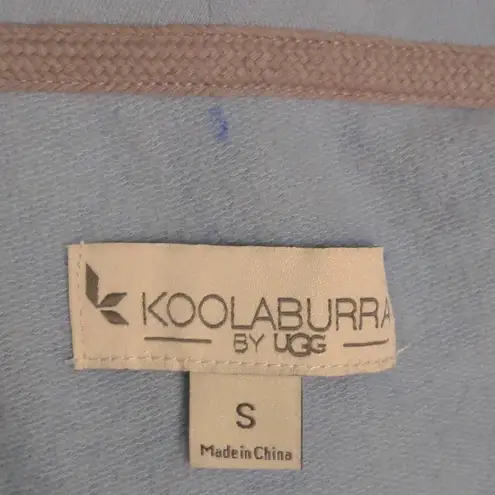 KOOLABURRA
BY UGG
S
Made in China